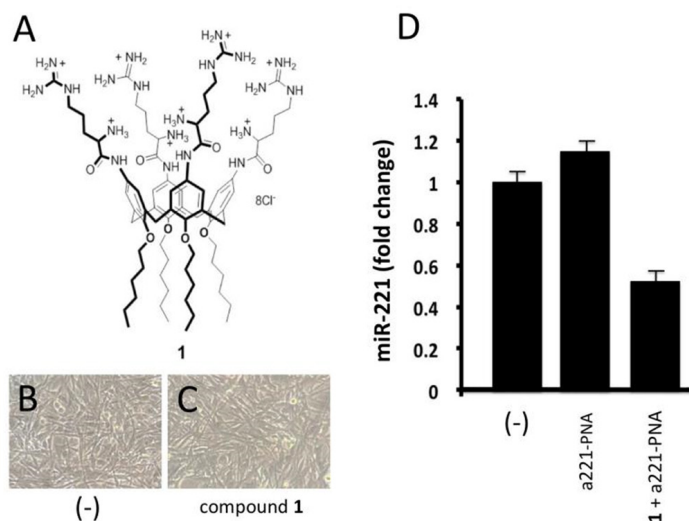 A
+ NH₂
H₂N
NH
+ NH₂
H₂N
NH
NH₂
+
H₂N
NH
+NH₂
H₂N
NH
+
NH₃
O
NH
H₃N
+
NH₃
+
O
NH
O
NH
H₃N
+
O
NH
8Cl⁻
O
O
O
O
1
B
C
(-)
compound 1
D
miR-221 (fold change)
1.4
1.2
1
0.8
0.6
0.4
0.2
0
(-)
a221-PNA
1 + a221-PNA